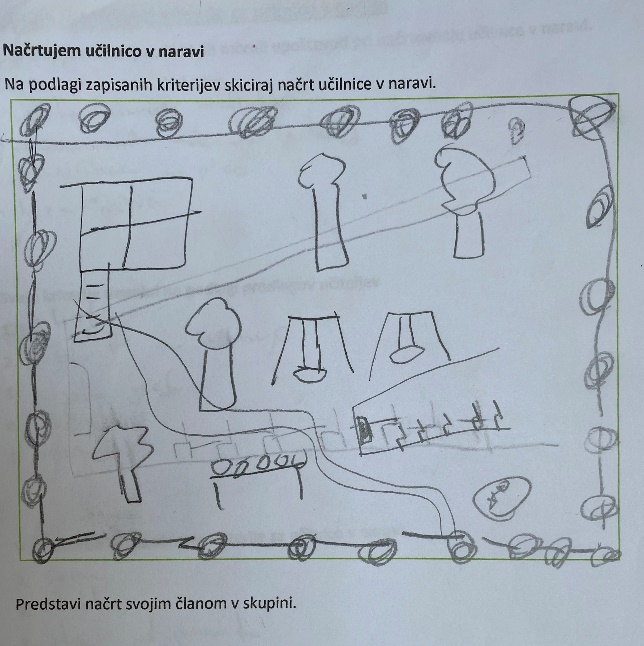 Načrtujem učilnico v naravi
Na podlagi zapisanih kriterijev skiciraj načrt učilnice v naravi.
Predstavi načrt svojim članom v skupini.